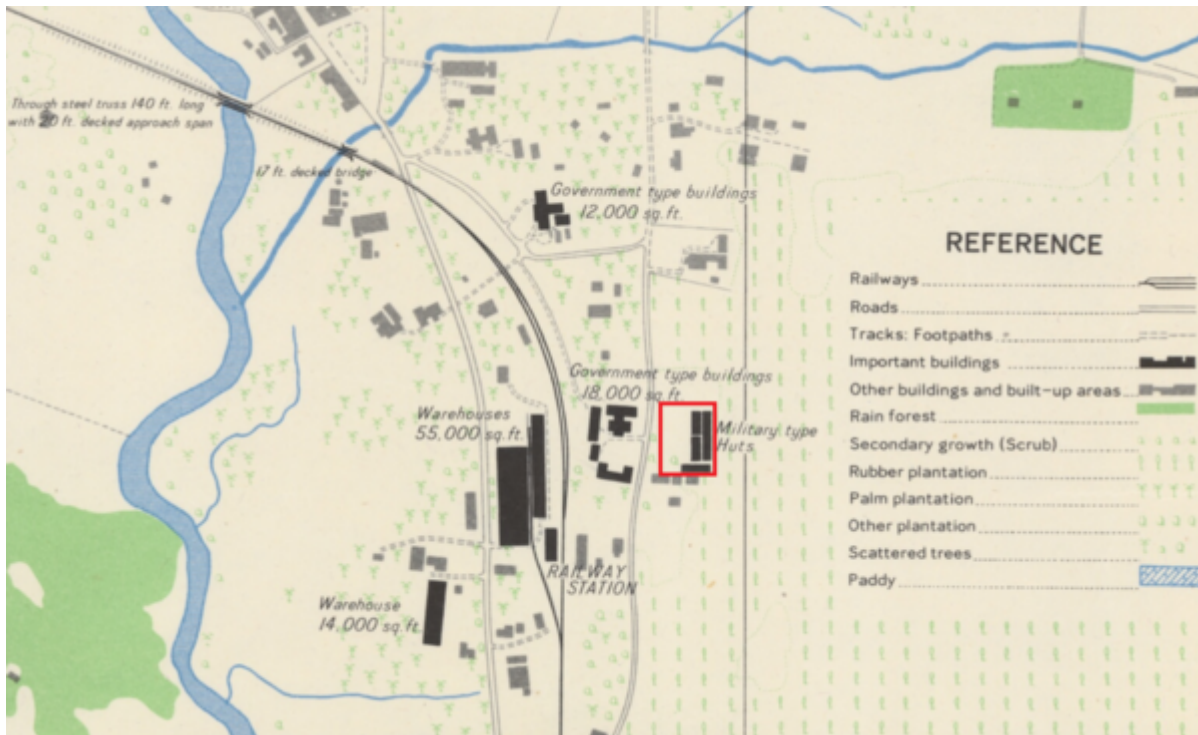 Through steel truss 140 ft. long
with 20 ft. decked approach span
17 ft. decked bridge
Government type buildings
12,000 sq. ft.
REFERENCE
Railways
Roads
Tracks: Footpaths
Important buildings
Other buildings and built-up areas
Rain forest
Secondary growth (Scrub)
Rubber plantation
Palm plantation
Other plantation
Scattered trees
Paddy
Government type buildings
18,000 sq. ft.
Warehouses
55,000 sq. ft.
Military type
Huts
RAILWAY
STATION
Warehouse
14,000 sq. ft.